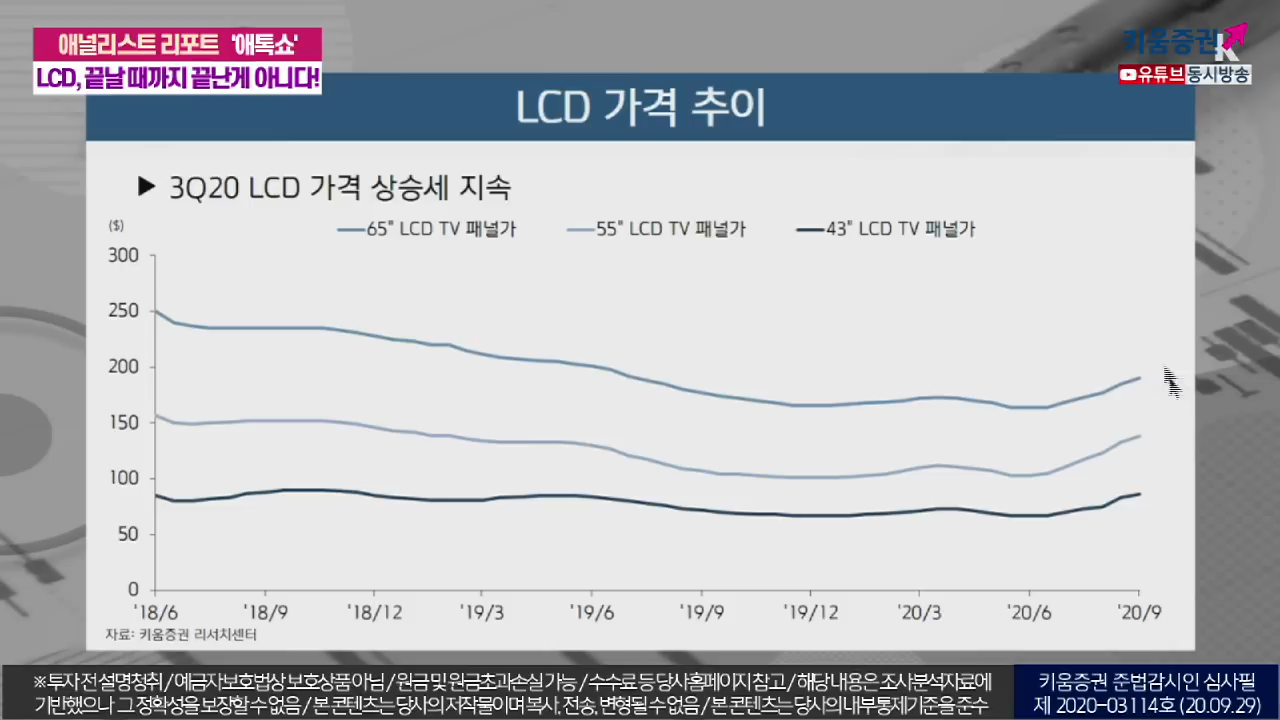 애널리스트 리포트 '애톡쇼'
LCD, 끝날 때까지 끝난게 아니다!
키움증권
유튜브동시방송
LCD 가격 추이
▶ 3Q20 LCD 가격 상승세 지속
($)
65" LCD TV 패널가 55" LCD TV 패널가 43" LCD TV 패널가
300
250
200
150
100
50
0
'18/6 '18/9 '18/12 '19/3 '19/6 '19/9 '19/12 '20/3 '20/6 '20/9
자료: 키움증권 리서치센터
※ 투자 전 설명청취 / 예금자보호법상 보호상품 아님 / 원금 및 원금초과손실 가능 / 수수료 등 당사홈페이지 참고 / 해당 내용은 조사분석자료에
기반했으나 그 정확성을 보장할 수 없음 / 본 콘텐츠는 당사의 저작물이며 복사, 전송, 변형될 수 없음 / 본 콘텐츠는 당사의 내부통제기준을 준수
키움증권 준법감시인 심사필
제 2020-03114호 (20.09.29)